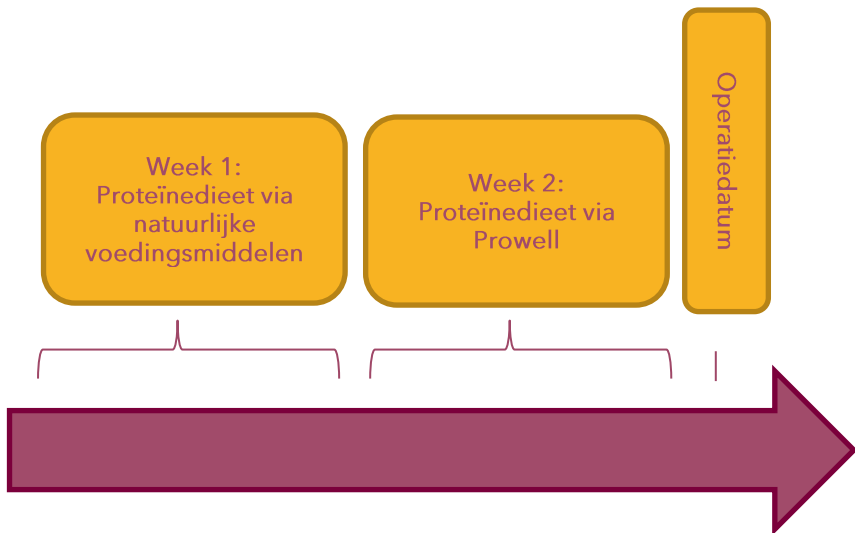 Week 1:
Proteïnedieet via
natuurlijke
voedingsmiddelen
Week 2:
Proteïnedieet via
Prowell
Operatiedatum